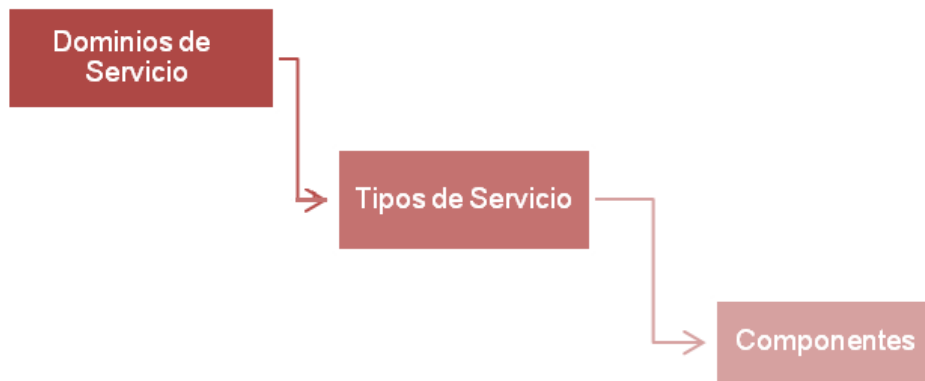 Dominios de
Servicio
Tipos de Servicio
Componentes